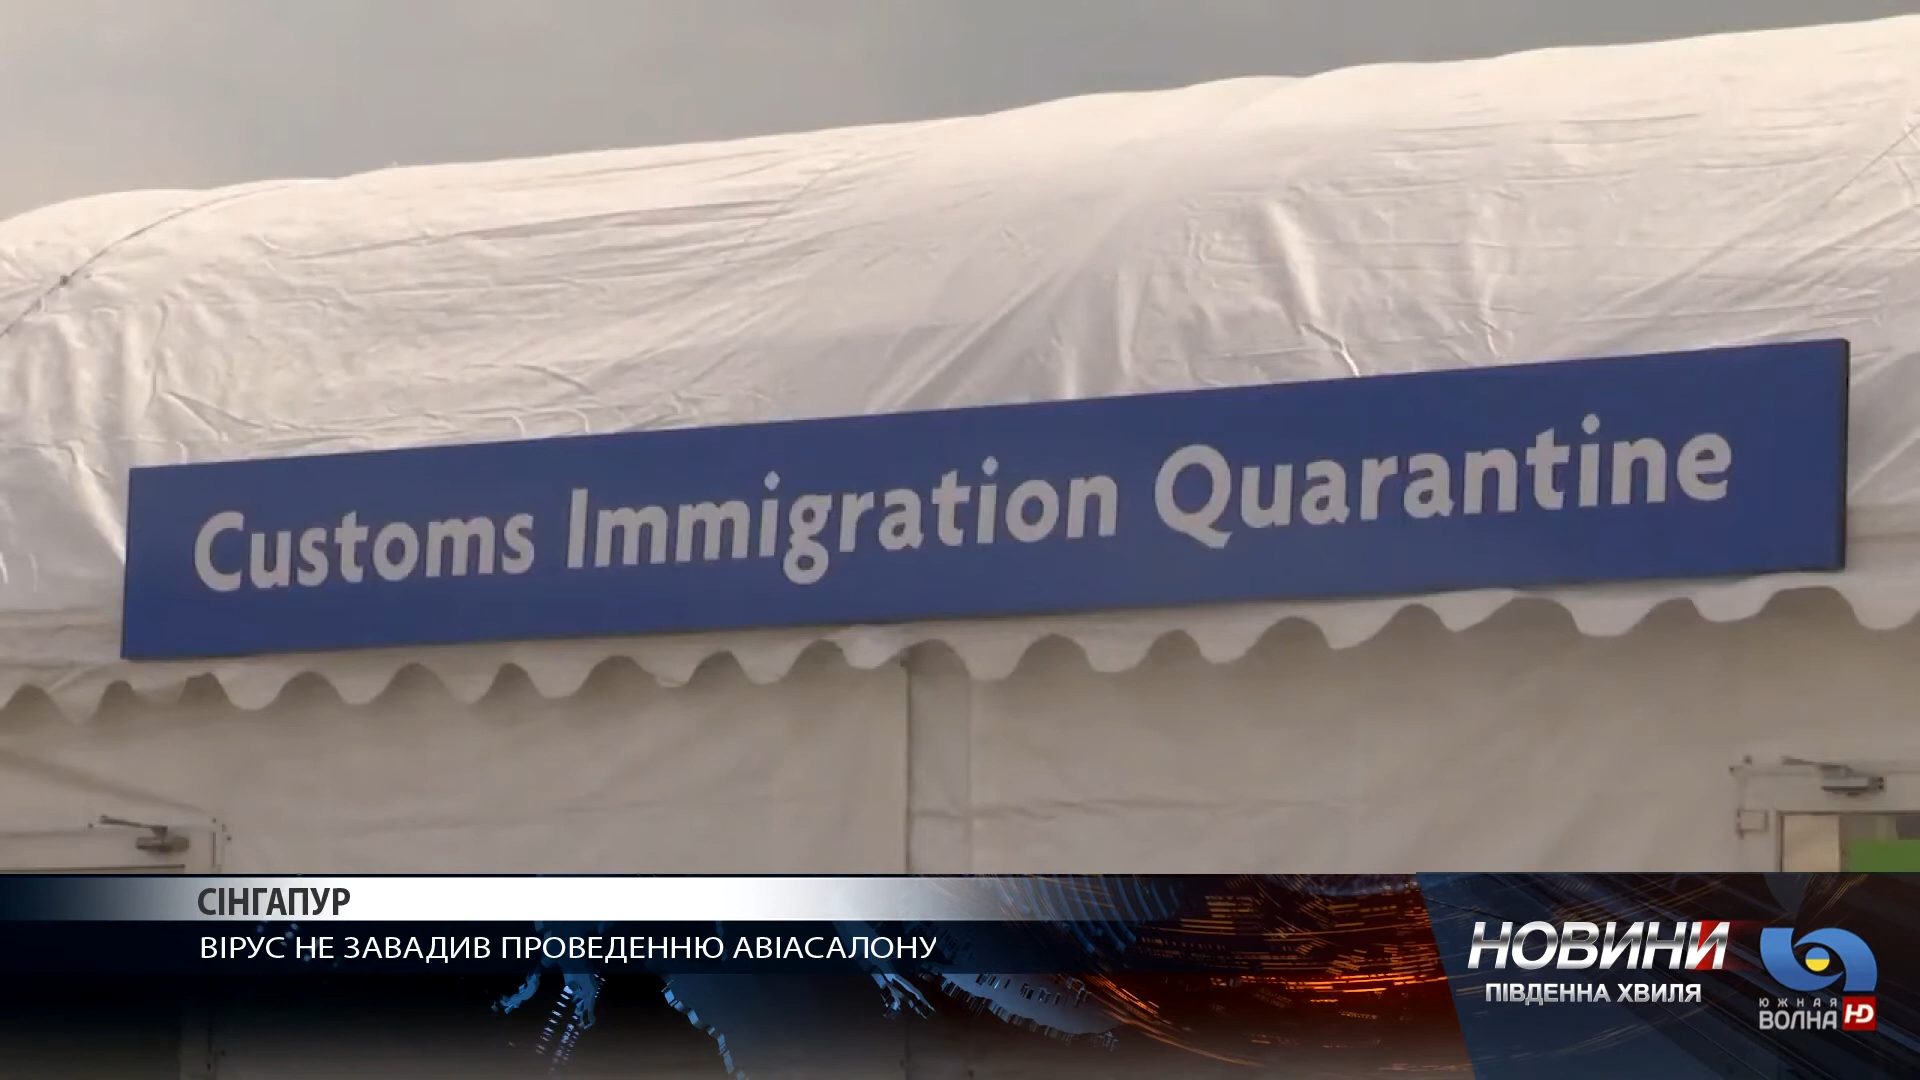 Customs Immigration Quarantine
СІНГАПУР
ВІРУС НЕ ЗАВАДИВ ПРОВЕДЕННЮ АВІАСАЛОНУ
НОВИНИ
ПІВДЕННА ХВИЛЯ
ЮЖНАЯ
ВОЛНА HD